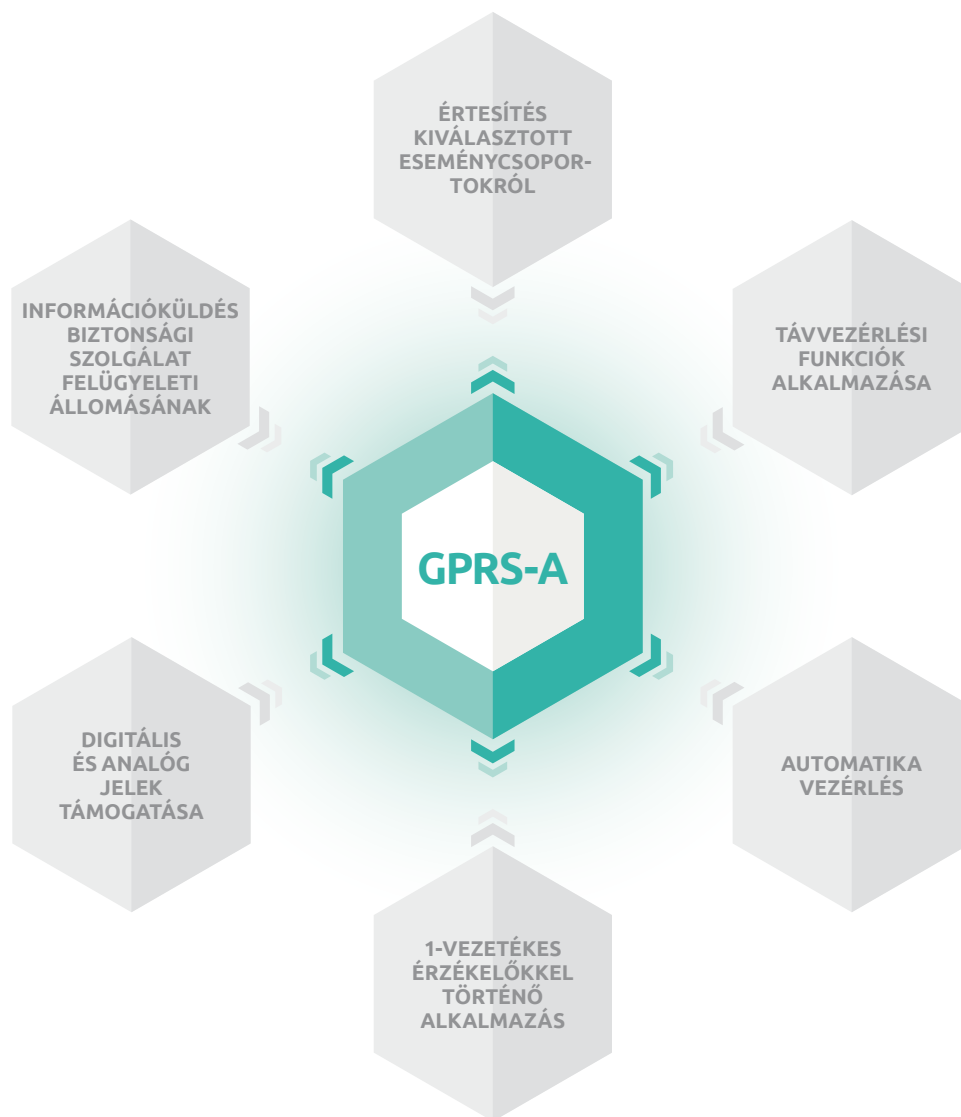 ÉRTESÍTÉS
KIVÁLASZTOTT
ESEMÉNYCSOPOR-
TOKRÓL
INFORMÁCIÓKÜLDÉS
BIZTONSÁGI
SZOLGÁLAT
FELÜGYELETI
ÁLLOMÁSÁNAK
TÁVVEZÉRLÉSI
FUNKCIÓK
ALKALMAZÁSA
GPRS-A
DIGITÁLIS
ÉS ANALÓG
JELEK
TÁMOGATÁSA
AUTOMATIKA
VEZÉRLÉS
1-VEZETÉKES
ÉRZÉKELŐKKEL
TÖRTÉNŐ
ALKALMAZÁS